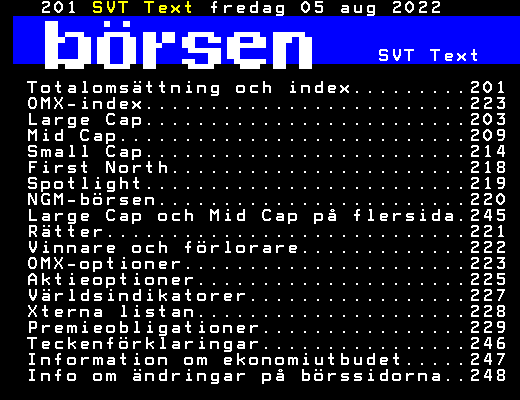 201 SVT Text fredag 05 aug 2022
börsen
SVT Text
Totalomsättning och index.........201
OMX-index.........................223
Large Cap.........................203
Mid Cap...........................209
Small Cap.........................214
First North.......................218
Spotlight.........................219
NGM-börsen........................220
Large Cap och Mid Cap på flersida.245
Rätter............................221
Vinnare och förlorare.............222
OMX-optioner......................223
Aktieoptioner.....................225
Världsindikatorer.................227
Xterna listan.....................228
Premieobligationer................229
Teckenförklaringar................246
Information om ekonomiutbudet.....247
Info om ändringar på börssidorna..248